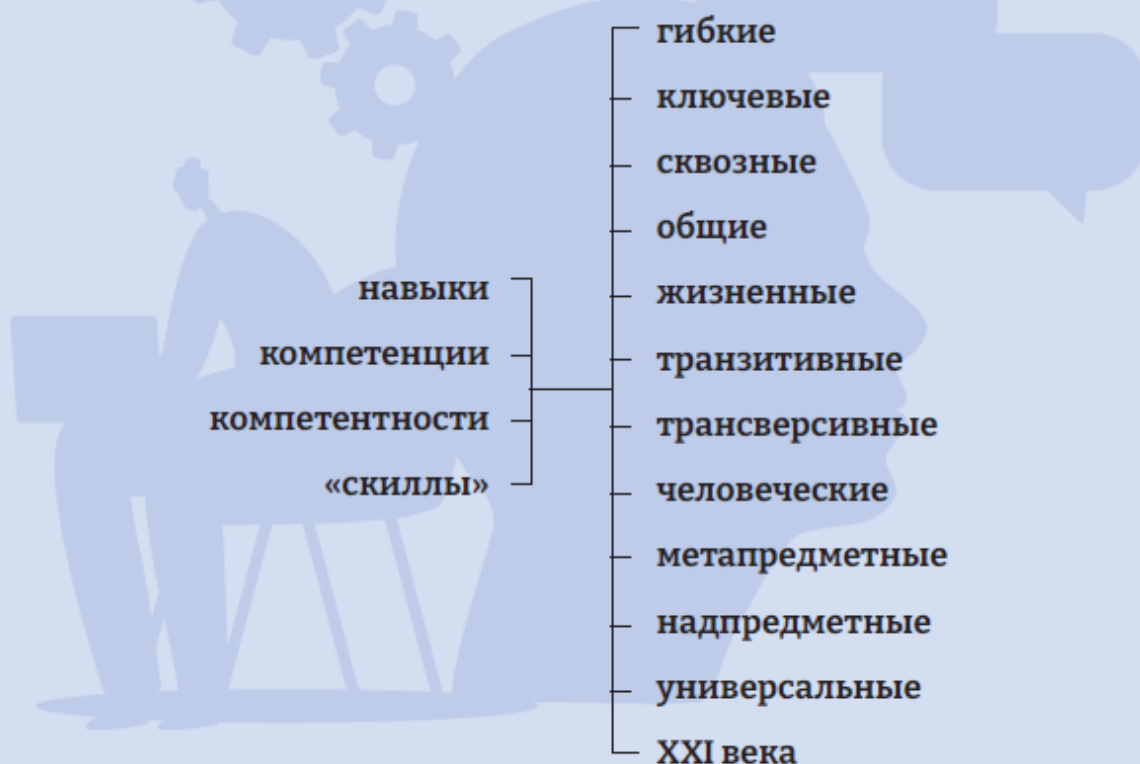 навыки
компетенции
компетентности
«скиллы»
гибкие
ключевые
сквозные
общие
жизненные
транзитивные
трансверсивные
человеческие
метапредметные
надпредметные
универсальные
XXI века